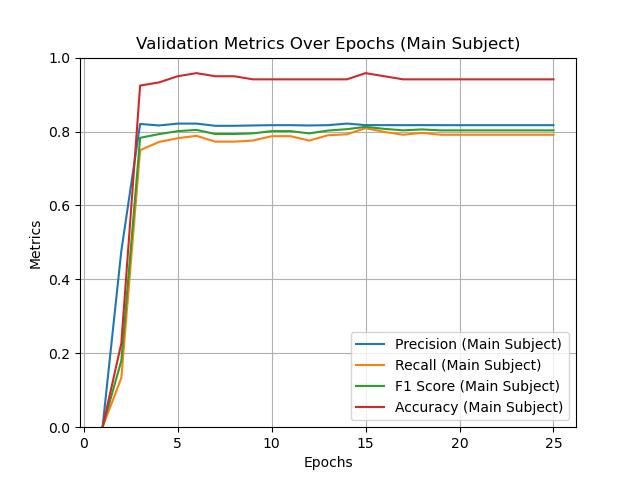 Validation Metrics Over Epochs (Main Subject)
1.0
0.8
0.6
0.4
0.2
0.0
Metrics
0 5 10 15 20 25
Epochs
Precision (Main Subject)
Recall (Main Subject)
F1 Score (Main Subject)
Accuracy (Main Subject)